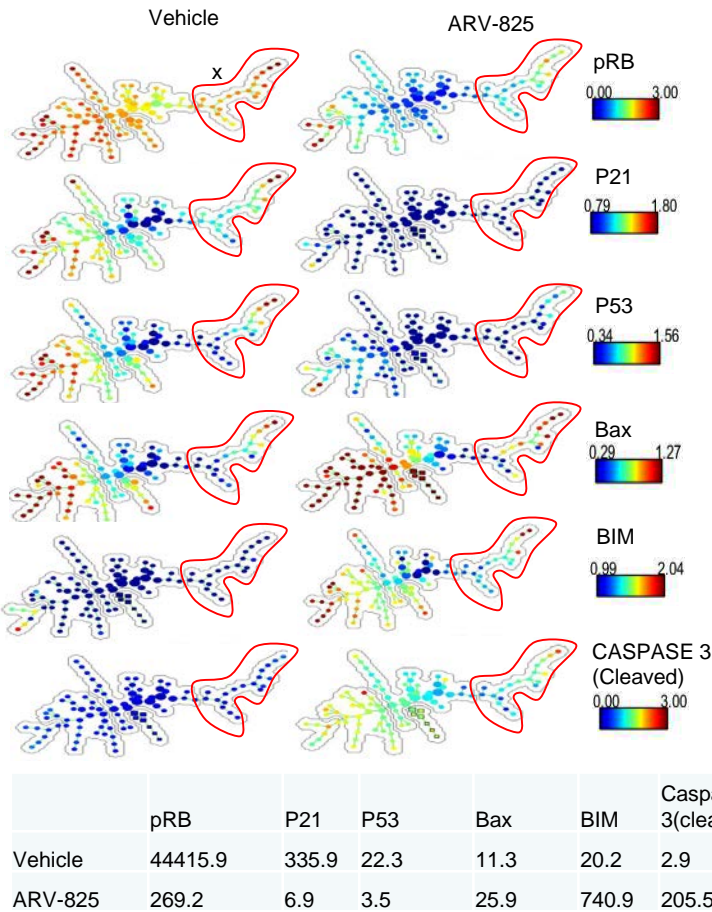 Vehicle ARV-825
x
pRB
0.00 3.00
P21
0.79 1.80
P53
0.34 1.56
Bax
0.29 1.27
BIM
0.99 2.04
CASPASE 3
(Cleaved)
0.00 3.00
pRB P21 P53 Bax BIM Caspa
3(clea
Vehicle 44415.9 335.9 22.3 11.3 20.2 2.9
ARV-825 269.2 6.9 3.5 25.9 740.9 205.5